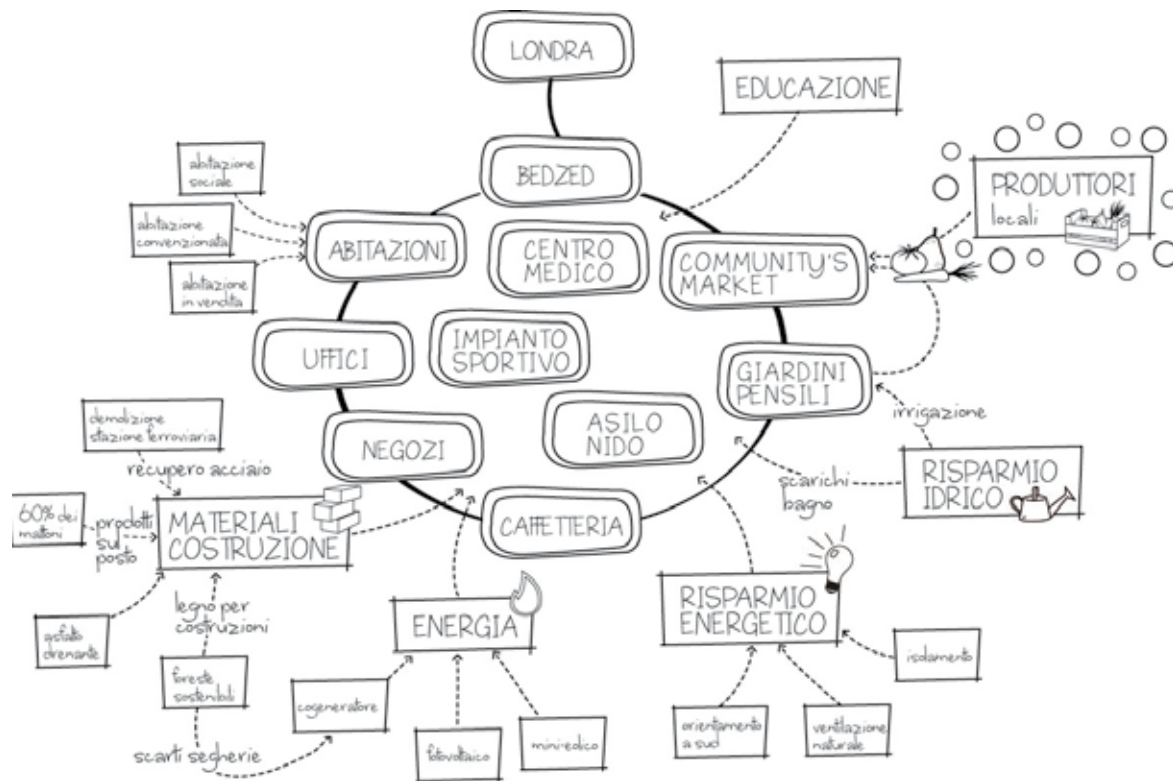 LONDRA
EDUCAZIONE
BEDZED
PRODUTTORI
locali
abitazione
sociale
abitazione
convenzionata
abitazione
in vendita
ABITAZIONI
CENTRO
MEDICO
COMMUNITY'S
MARKET
UFFICI
IMPIANTO
SPORTIVO
GIARDINI
PENSILI
irrigazione
demolizione
stazione ferroviaria
recupero acciaio
NEGOZI
ASILO
NIDO
scarichi
bagno
RISPARMIO
IDRICO
60% dei
mattoni
prodotti
sul
posto
MATERIALI
COSTRUZIONE
CAFFETTERIA
legno per
costruzioni
asfalto
drenante
ENERGIA
RISPARMIO
ENERGETICO
isolamento
foreste
sostenibili
cogeneratore
scarti segherie
fotovoltaico
mini-eolico
orientamento
a sud
ventilazione
naturale